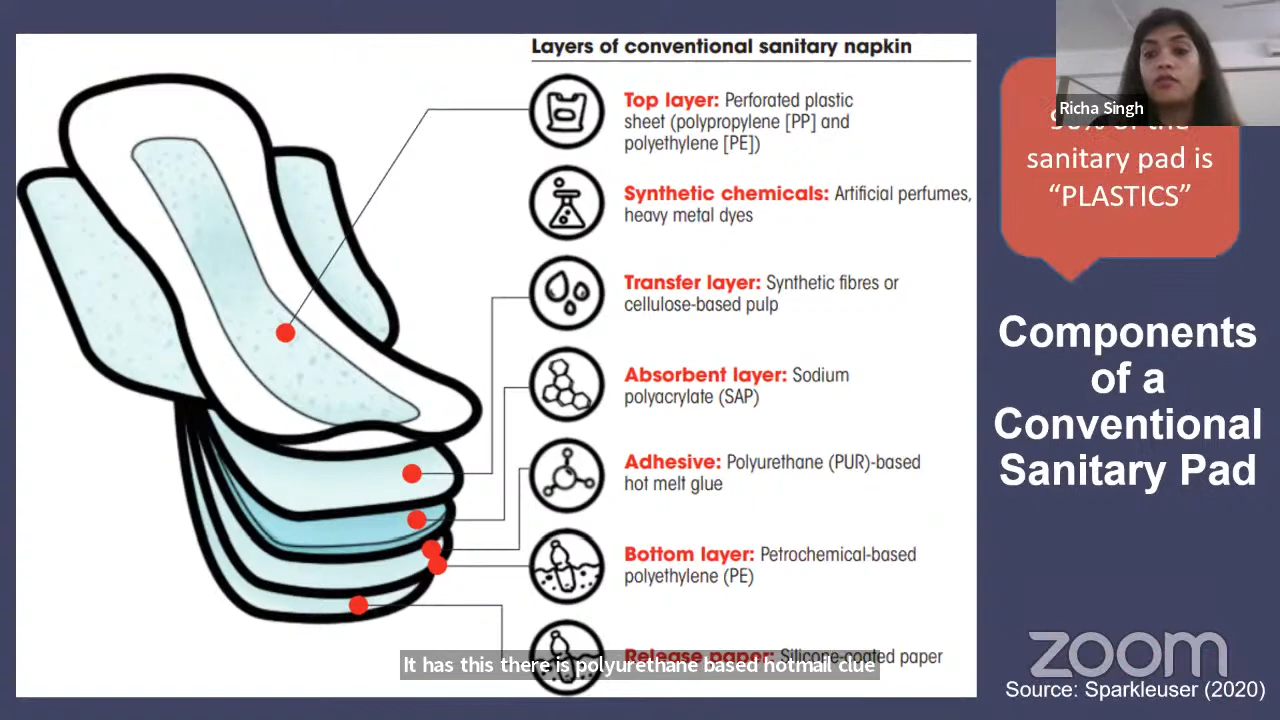 Layers of conventional sanitary napkin
Top layer: Perforated plastic
sheet (polypropylene [PP] and
polyethylene [PE])
Synthetic chemicals: Artificial perfumes,
heavy metal dyes
Transfer layer: Synthetic fibres or
cellulose-based pulp
Absorbent layer: Sodium
polyacrylate (SAP)
Adhesive: Polyurethane (PUR)-based
hot melt glue
Bottom layer: Petrochemical-based
polyethylene (PE)
Release paper: Silicone-coated paper
It has this there is polyurethane based hotmail clue
Richa Singh
of the
sanitary pad is
“PLASTICS”
Components
of a
Conventional
Sanitary Pad
zoom
Source: Sparkleuser (2020)